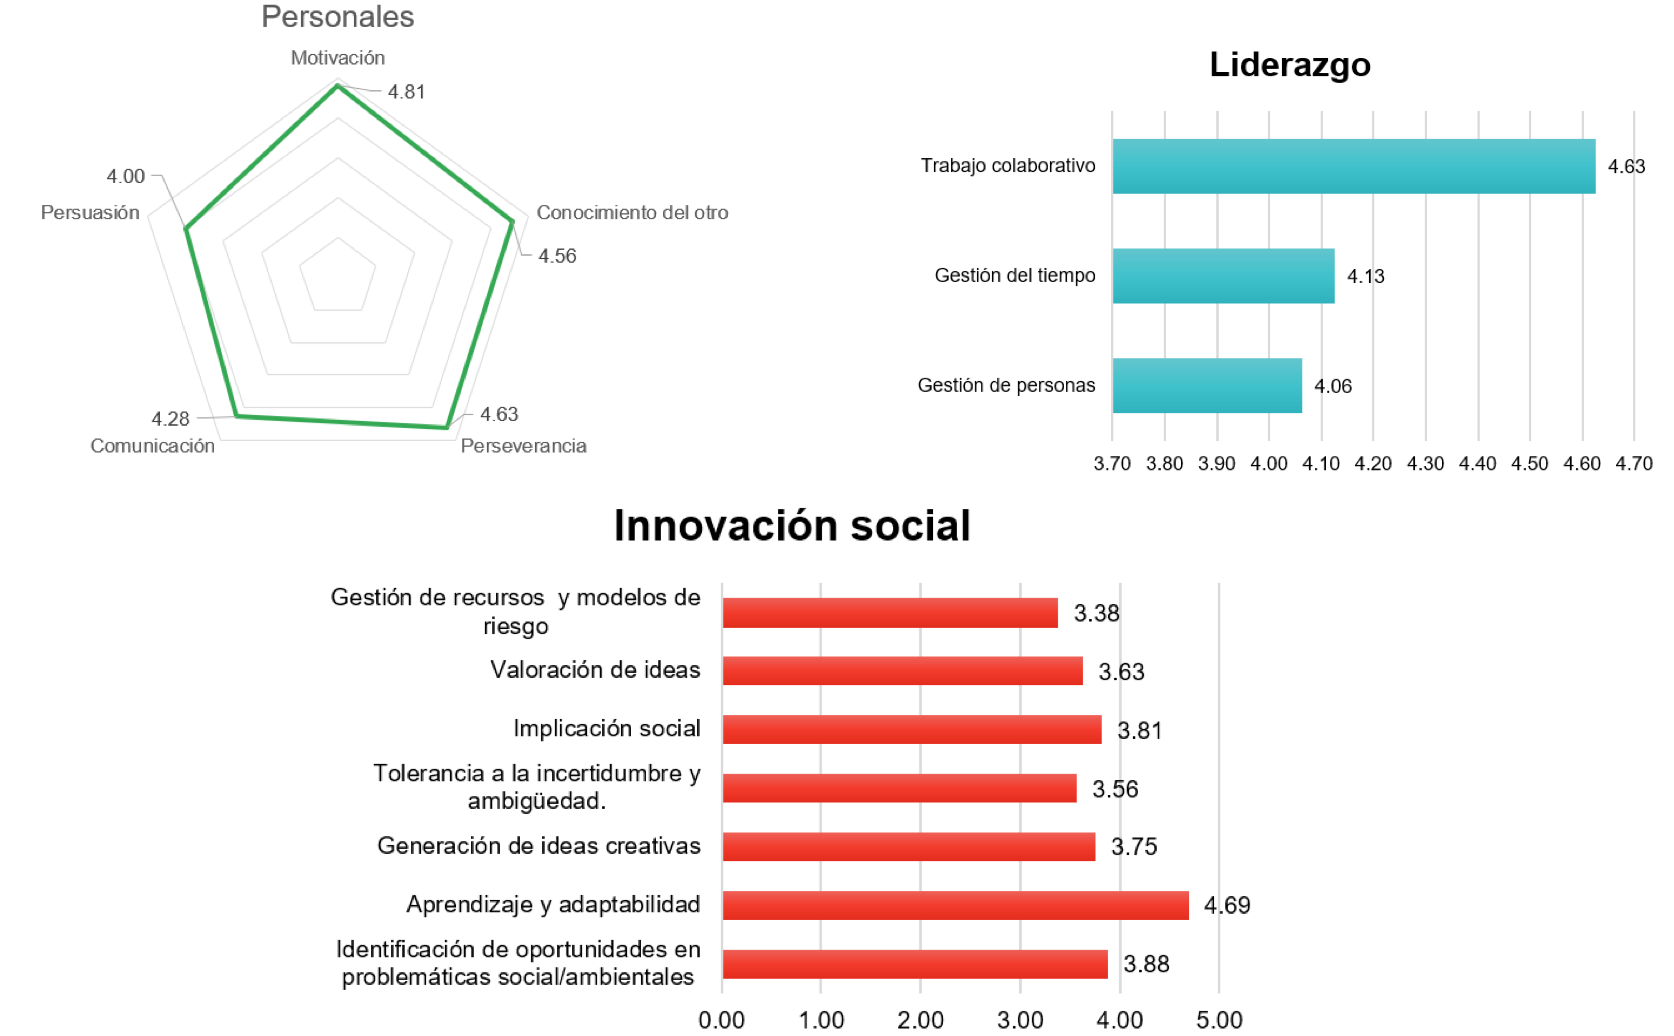 Personales
Motivación
4.81
4.00
Persuasión
Conocimiento del otro
4.56
4.28
4.63
Comunicación
Perseverancia
Liderazgo
Trabajo colaborativo
4.63
Gestión del tiempo
4.13
Gestión de personas
4.06
3.70 3.80 3.90 4.00 4.10 4.20 4.30 4.40 4.50 4.60 4.70
Innovación social
Gestión de recursos y modelos de
riesgo
3.38
Valoración de ideas
3.63
Implicación social
3.81
Tolerancia a la incertidumbre y
ambigüedad.
3.56
Generación de ideas creativas
3.75
Aprendizaje y adaptabilidad
4.69
Identificación de oportunidades en
problemáticas social/ambientales
3.88
0.00 1.00 2.00 3.00 4.00 5.00